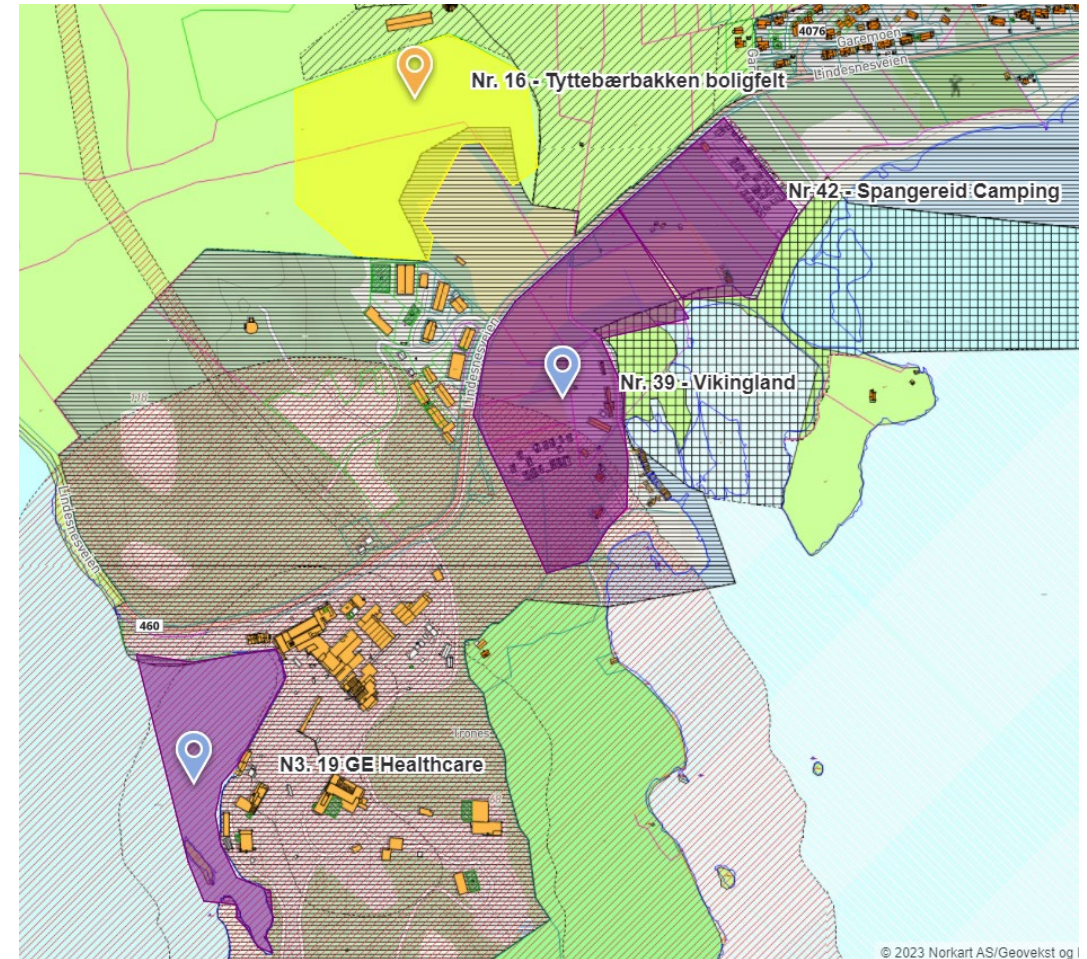 4076
Garemoen
Lindesnesveien
Nr. 16 - Tyttebærbakken boligfelt
Nr 42 - Spangereid Camping
Lindesnesveien
Nr. 39 - Vikingland
118
Lindesnesveien
460
Trones
N3. 19 GE Healthcare
© 2023 Norkart AS/Geovekst og